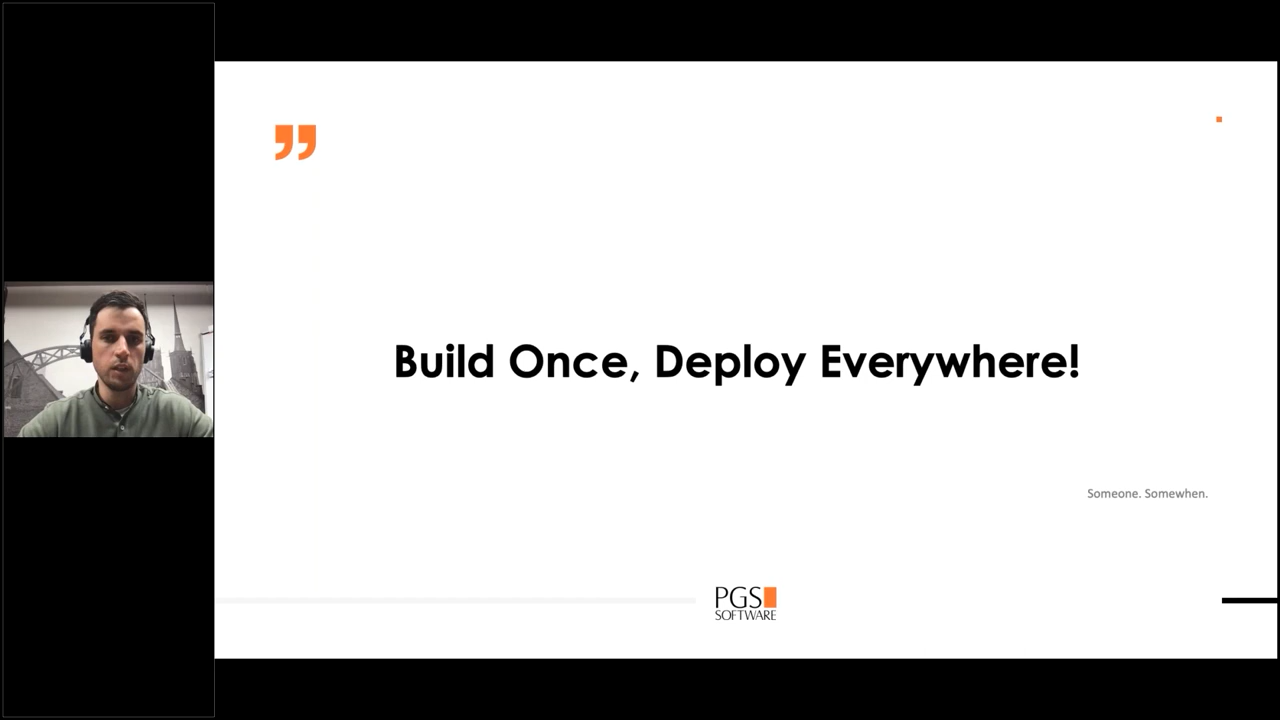 ”
Build Once, Deploy Everywhere!
Someone. Somewhen.
PGS
SOFTWARE